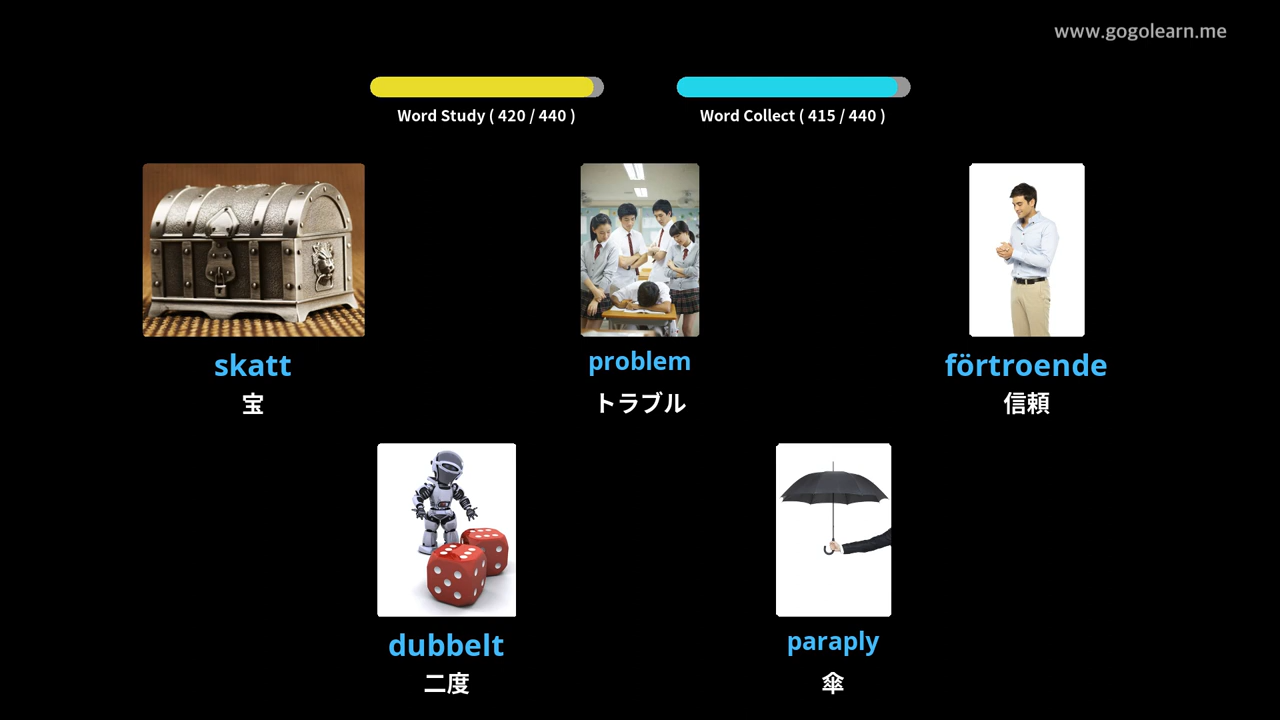 www.gogolearn.me
Word Study ( 420 / 440 )
Word Collect ( 415 / 440 )
skatt
宝
problem
トラブル
förtroende
信頼
dubbelt
二度
paraply
傘